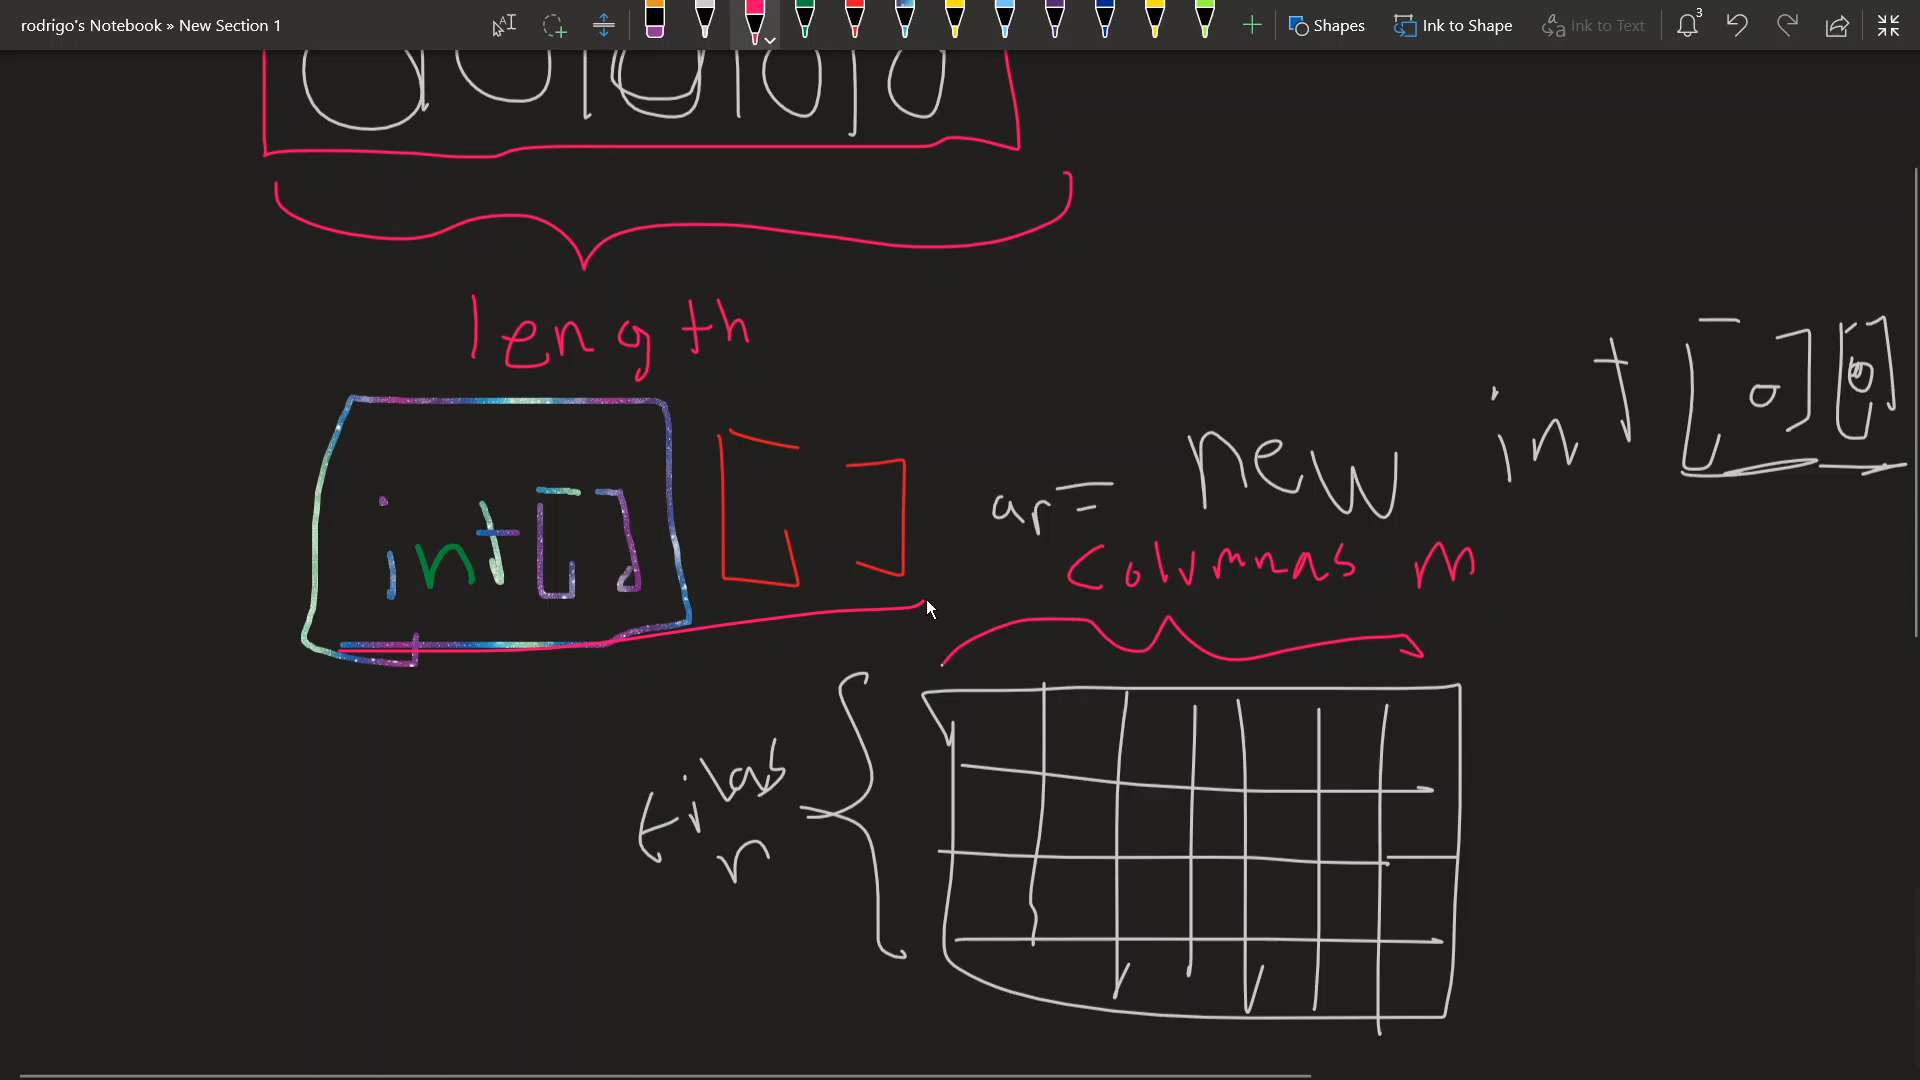 rodrigo's Notebook » New Section 1
Shapes
Ink to Shape
Ink to Text
3
length
int[] [] ar = new int [0][0]
Columnas m
filas
n